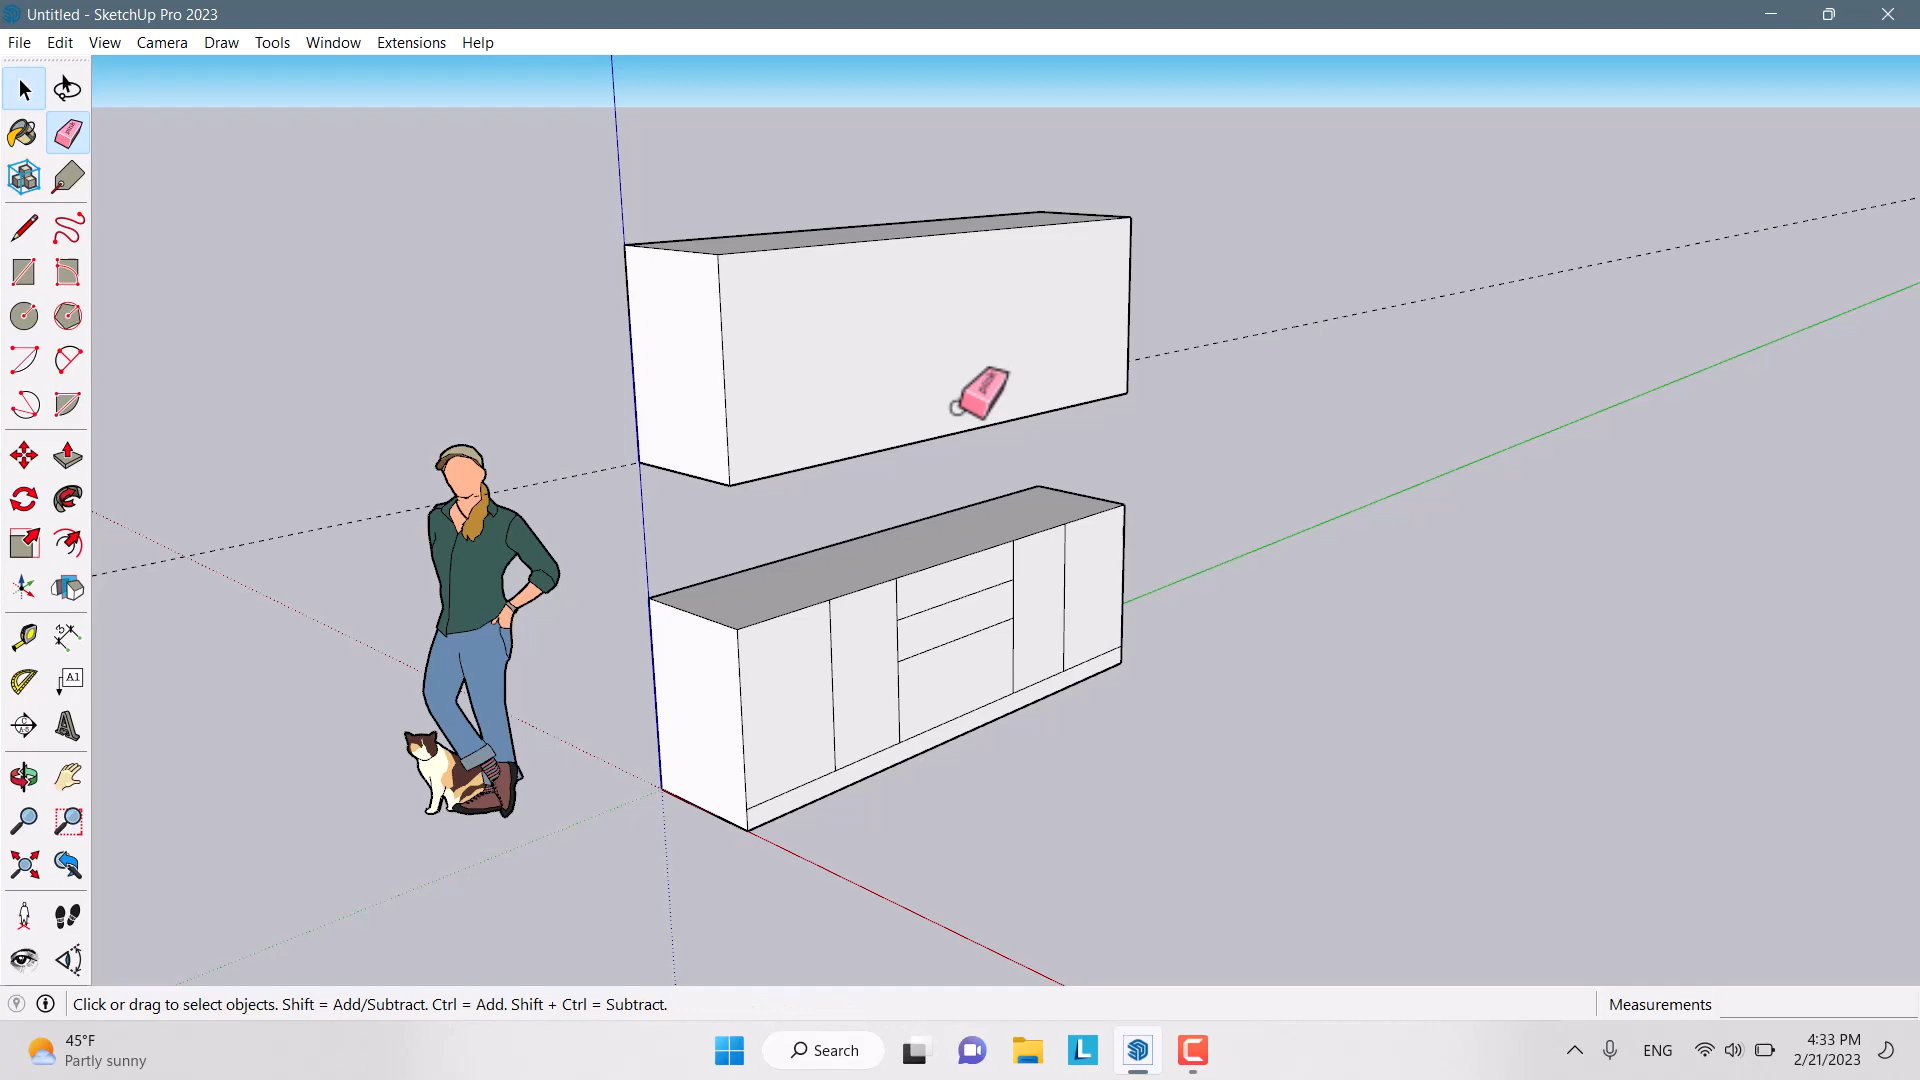 Untitled - SketchUp Pro 2023
File Edit View Camera Draw Tools Window Extensions Help
A1
Click or drag to select objects. Shift = Add/Subtract. Ctrl = Add. Shift + Ctrl = Subtract.
Measurements
45°F
Partly sunny
Search
ENG
4:33 PM
2/21/2023